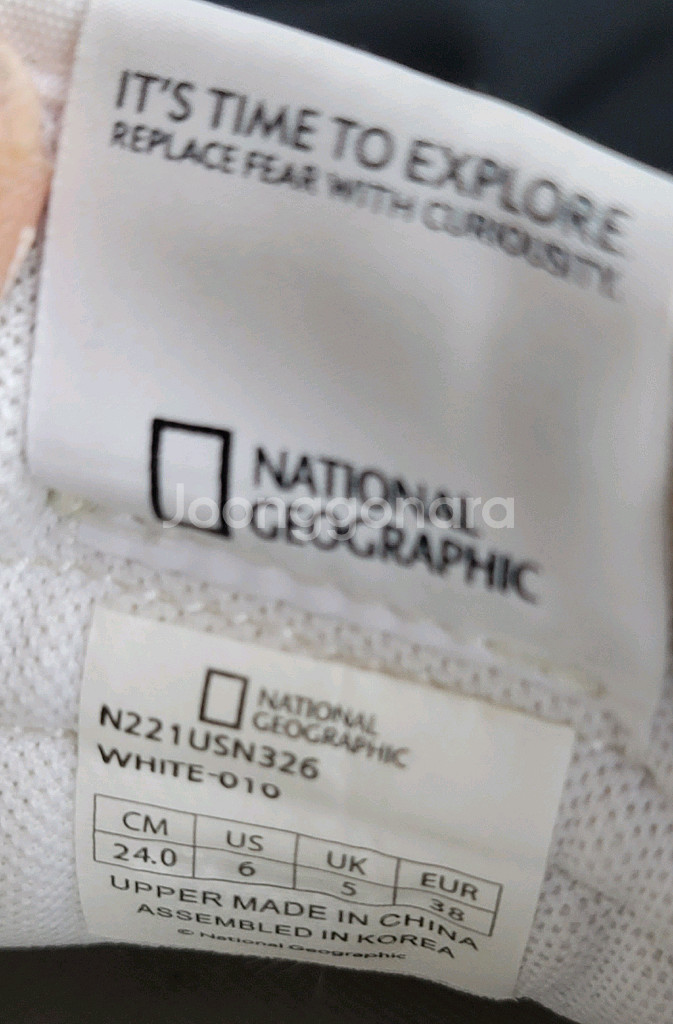 IT'S TIME TO EXPLORE
REPLACE FEAR WITH CURIOUSITY.
NATIONAL
GEOGRAPHIC
Joonggonara
NATIONAL
GEOGRAPHIC
N221USN326
WHITE-010
CM US UK EUR
24.0 6 5 38
UPPER MADE IN CHINA
ASSEMBLED IN KOREA
© National Geographic